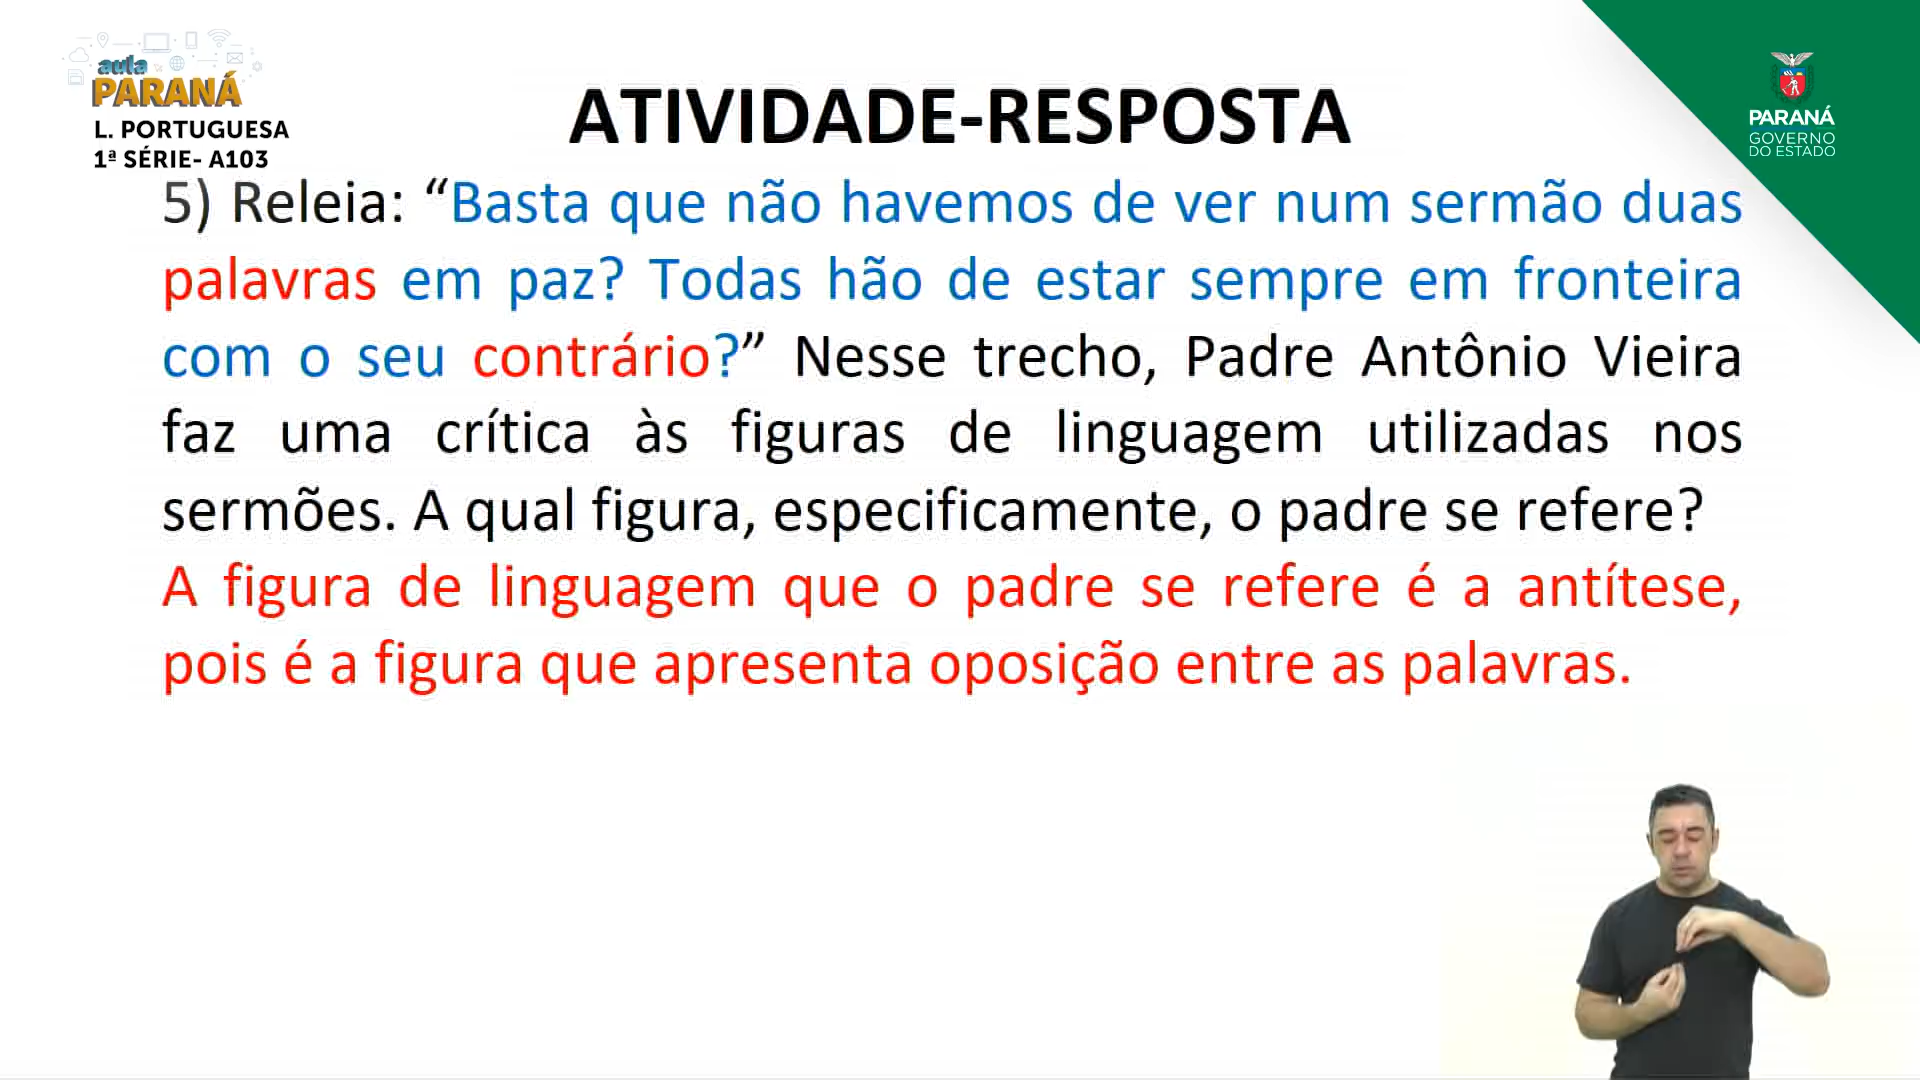 aula
PARANÁ
L. PORTUGUESA
1ª SÉRIE- A103
ATIVIDADE-RESPOSTA
PARANÁ
GOVERNO
DO ESTADO
5) Releia: “Basta que não havemos de ver num sermão duas
palavras em paz? Todas hão de estar sempre em fronteira
com o seu contrário?” Nesse trecho, Padre Antônio Vieira
faz uma crítica às figuras de linguagem utilizadas nos
sermões. A qual figura, especificamente, o padre se refere?
A figura de linguagem que o padre se refere é a antítese,
pois é a figura que apresenta oposição entre as palavras.